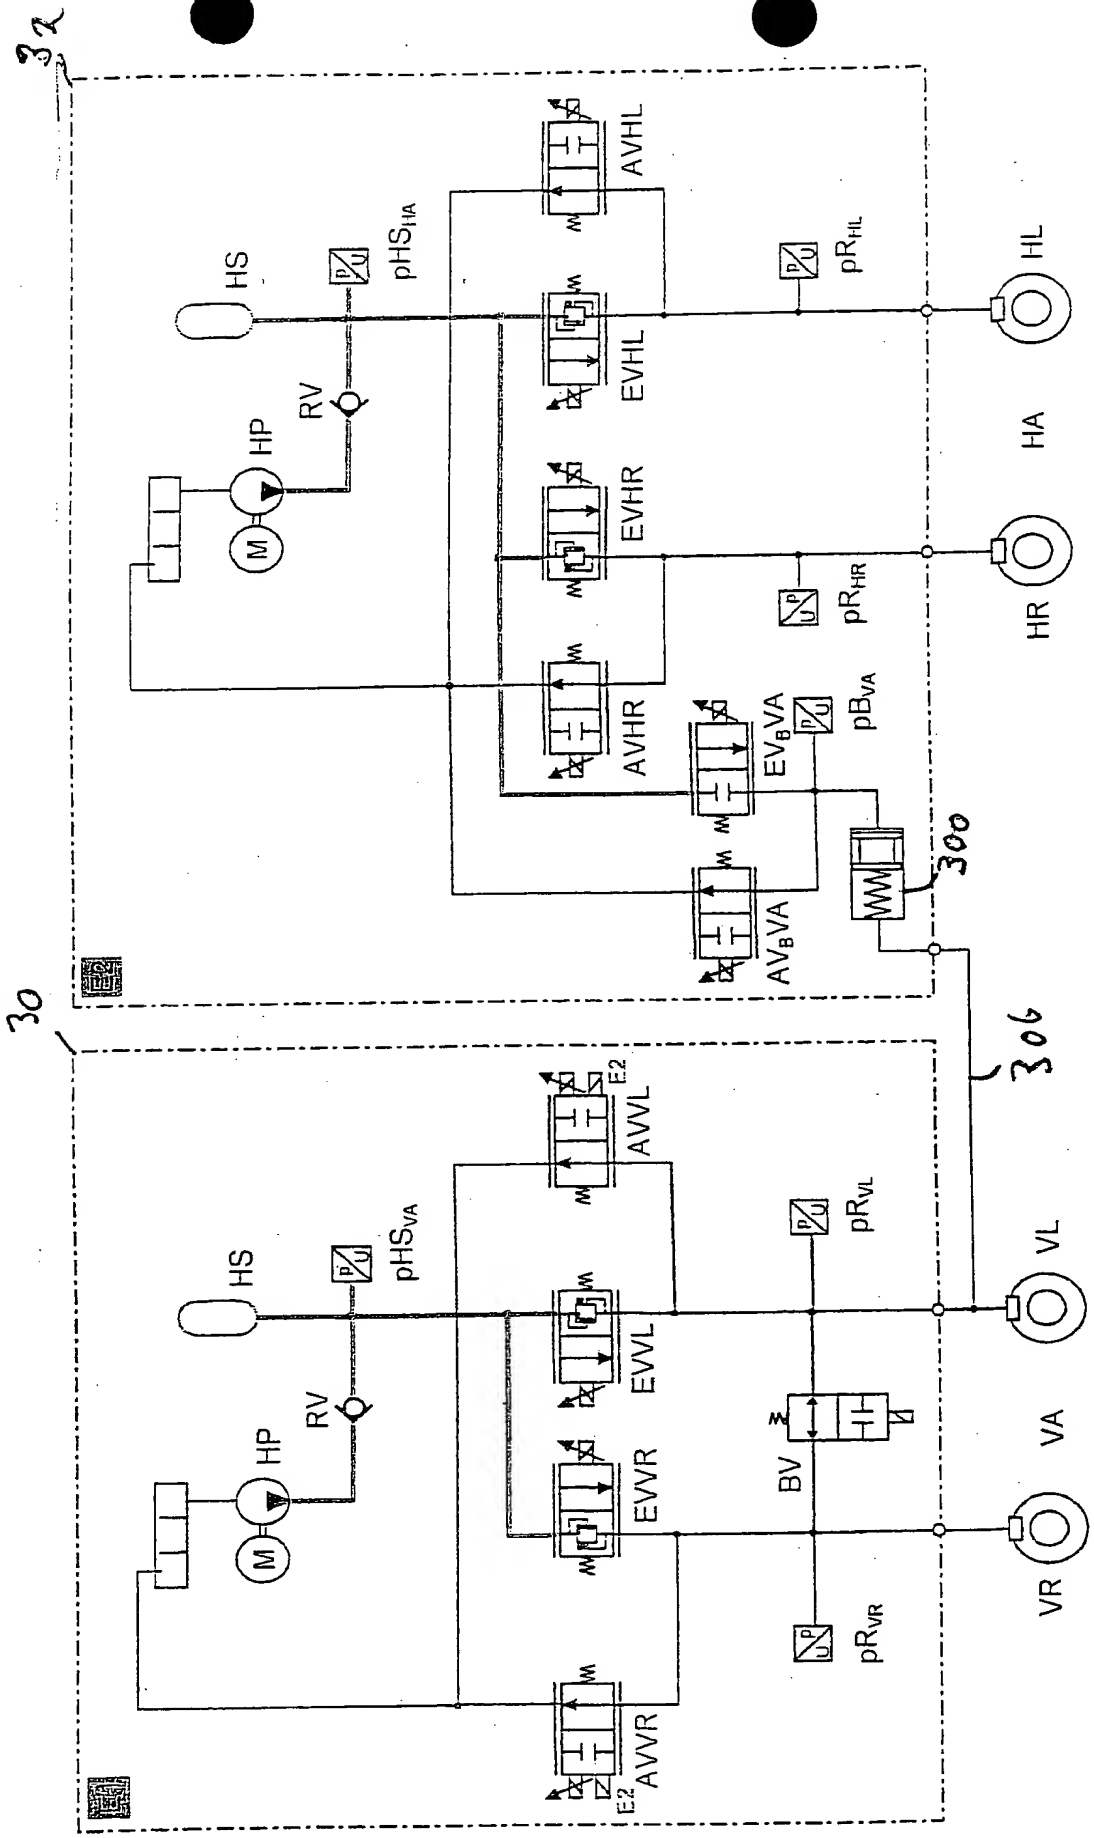 32
HS
pHS_HA
RV
HP
M
p/U
AVHL
EVHL
EVHR
AVHR
p/U
pR_HL
U/p
pR_HR
EV_BVA
AV_BVA
p/U
pB_VA
300
HL
HA
HR
30
306
HS
pHS_VA
RV
HP
M
p/U
E2
AVVL
EVVL
EVVR
AVVR
E2
p/U
pR_VL
BV
U/p
pR_VR
VL
VA
VR